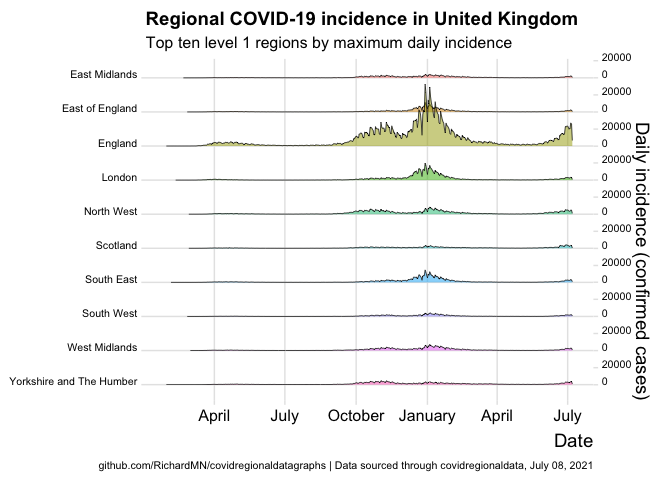 Regional COVID-19 incidence in United Kingdom
Top ten level 1 regions by maximum daily incidence
East Midlands
20000
0
East of England
20000
0
England
20000
0
London
20000
0
North West
20000
0
Scotland
20000
0
South East
20000
0
South West
20000
0
West Midlands
20000
0
Yorkshire and The Humber
20000
0
Daily incidence (confirmed cases)
April July October January April July
Date
github.com/RichardMN/covidregionaldatagraphs | Data sourced through covidregionaldata, July 08, 2021